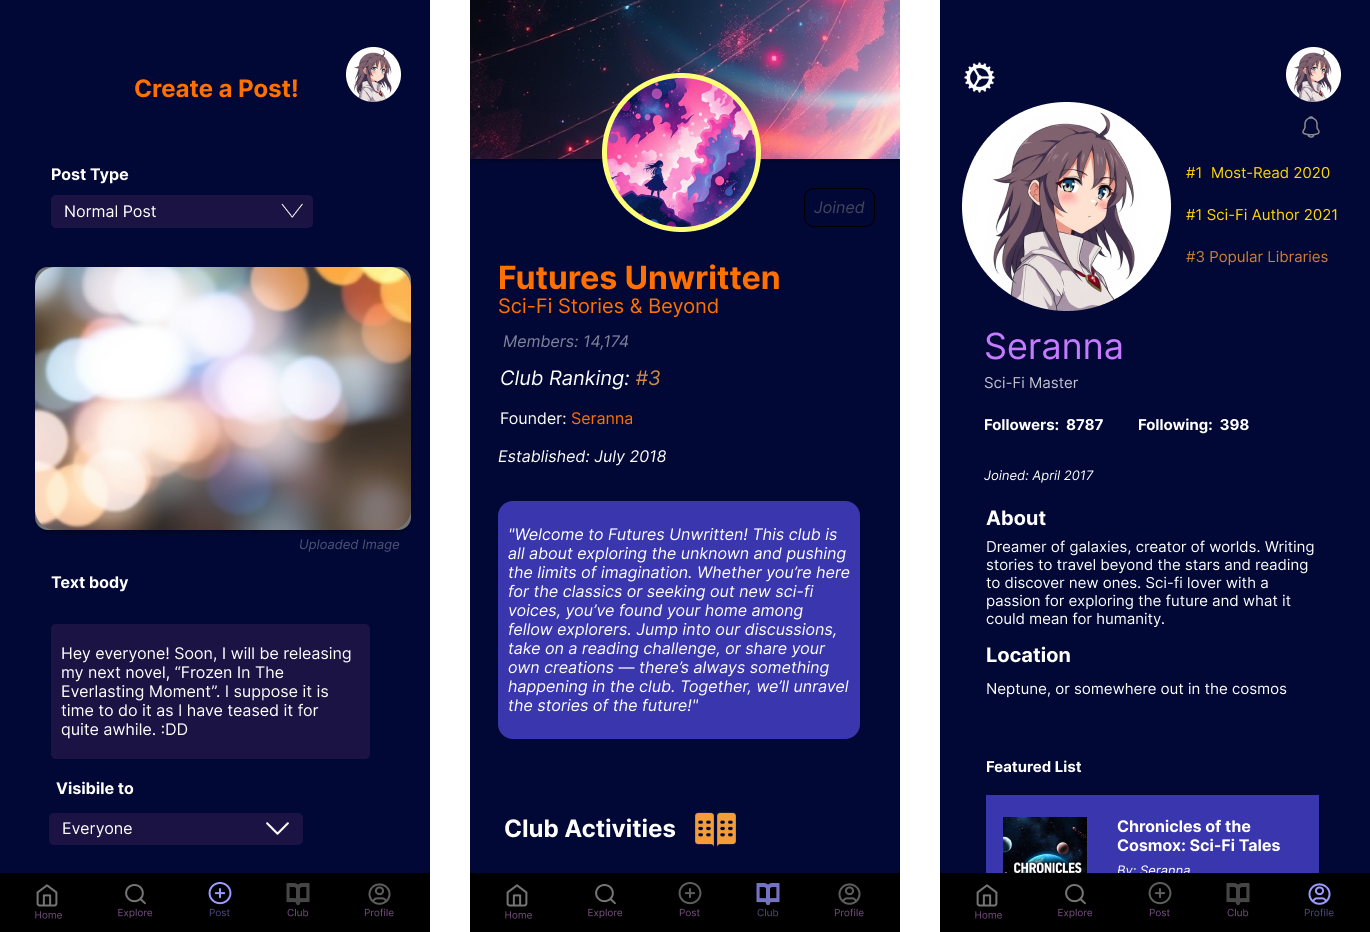 Create a Post!
Post Type
Normal Post
Uploaded Image
Text body
Hey everyone! Soon, I will be releasing
my next novel, “Frozen In The
Everlasting Moment”. I suppose it is
time to do it as I have teased it for
quite awhile. :DD
Visibile to
Everyone
Home
Explore
Post
Club
Profile
Joined
Futures Unwritten
Sci-Fi Stories & Beyond
Members: 14,174
Club Ranking: #3
Founder: Seranna
Established: July 2018
"Welcome to Futures Unwritten! This club is
all about exploring the unknown and pushing
the limits of imagination. Whether you’re here
for the classics or seeking out new sci-fi
voices, you’ve found your home among
fellow explorers. Jump into our discussions,
take on a reading challenge, or share your
own creations — there’s always something
happening in the club. Together, we’ll unravel
the stories of the future!"
Club Activities
Home
Explore
Post
Club
Profile
#1 Most-Read 2020
#1 Sci-Fi Author 2021
#3 Popular Libraries
Seranna
Sci-Fi Master
Followers: 8787 Following: 398
Joined: April 2017
About
Dreamer of galaxies, creator of worlds. Writing
stories to travel beyond the stars and reading
to discover new ones. Sci-fi lover with a
passion for exploring the future and what it
could mean for humanity.
Location
Neptune, or somewhere out in the cosmos
Featured List
CHRONICLES
Chronicles of the
Cosmox: Sci-Fi Tales
By: Seranna
Home
Explore
Post
Club
Profile